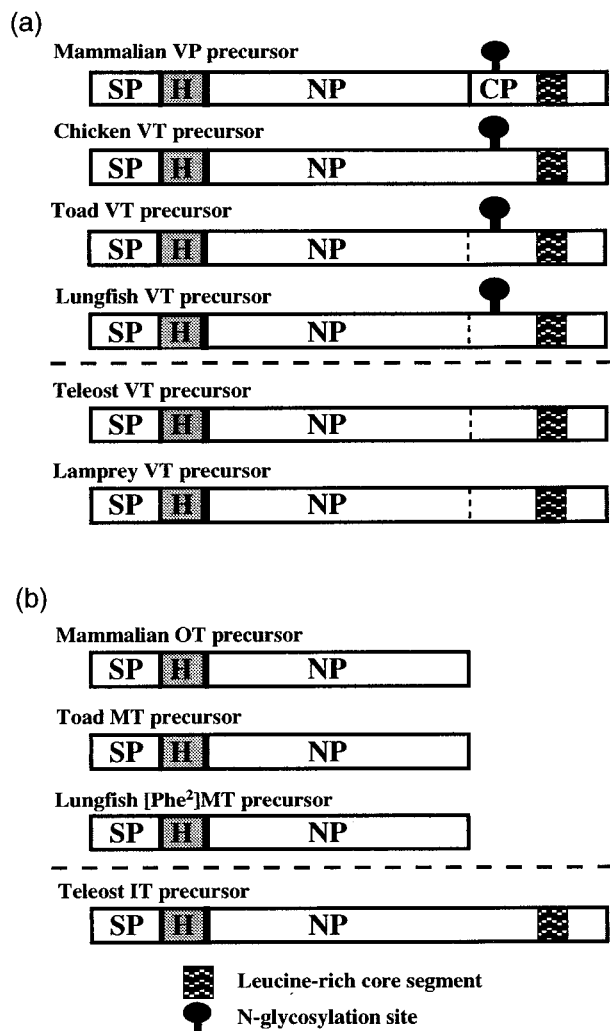 (a)
Mammalian VP precursor
SP H NP CP
Chicken VT precursor
SP H NP
Toad VT precursor
SP H NP
Lungfish VT precursor
SP H NP
Teleost VT precursor
SP H NP
Lamprey VT precursor
SP H NP
(b)
Mammalian OT precursor
SP H NP
Toad MT precursor
SP H NP
Lungfish [Phe²]MT precursor
SP H NP
Teleost IT precursor
SP H NP
Leucine-rich core segment
N-glycosylation site